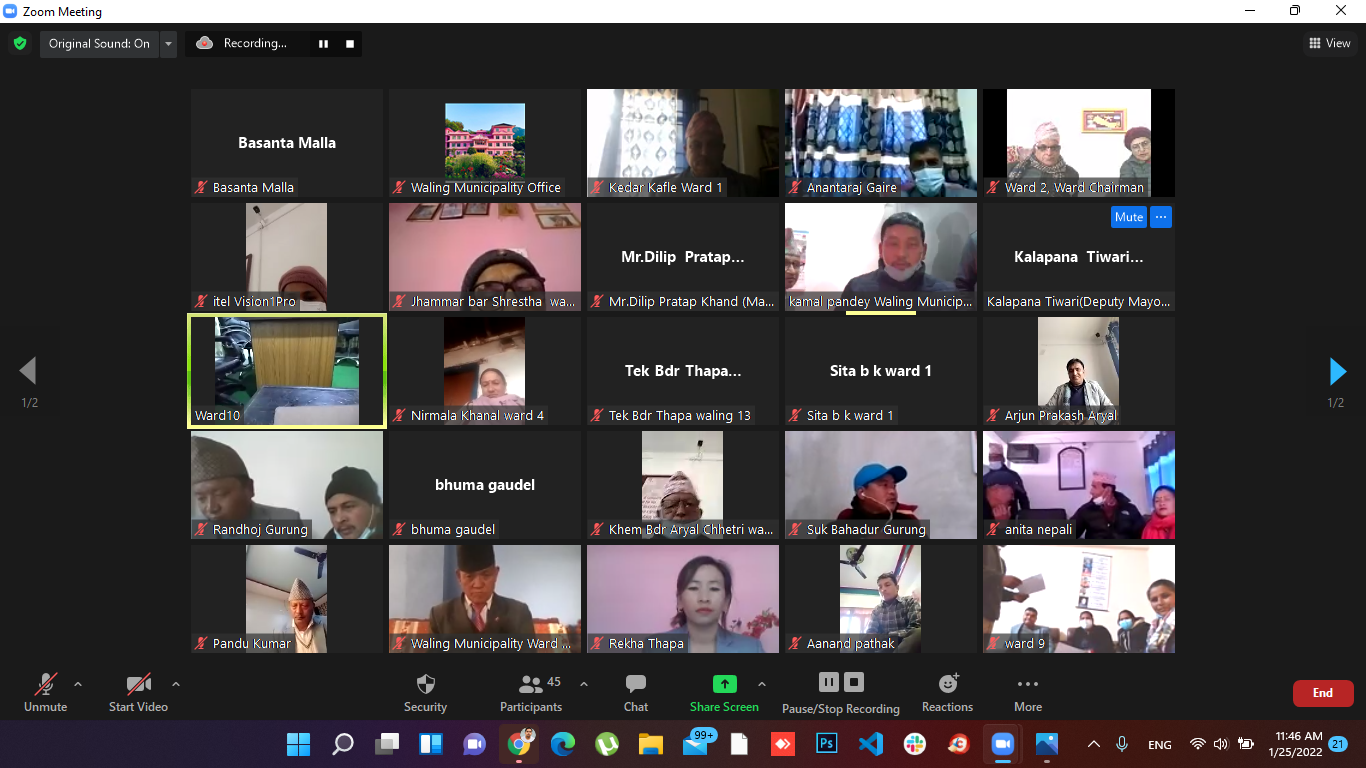 Zoom Meeting
Original Sound: On
Recording...
View
Basanta Malla
Basanta Malla
Waling Municipality Office
Kedar Kafle Ward 1
Anantaraj Gaire
Ward 2, Ward Chairman
itel Vision1Pro
Jhammar bar Shrestha wa...
Mr.Dilip Pratap...
Mr.Dilip Pratap Khand (Ma...
kamal pandey Waling Municip...
Mute ...
Kalapana Tiwari...
Kalapana Tiwari(Deputy Mayo...
1/2
Ward10
Nirmala Khanal ward 4
Tek Bdr Thapa...
Tek Bdr Thapa waling 13
Sita b k ward 1
Sita b k ward 1
Arjun Prakash Aryal
1/2
Randhoj Gurung
bhuma gaudel
bhuma gaudel
Khem Bdr Aryal Chhetri wa...
Suk Bahadur Gurung
anita nepali
Pandu Kumar
Waling Municipality Ward ...
Rekha Thapa
Aanand pathak
ward 9
Unmute
Start Video
Security
45
Participants
Chat
Share Screen
Pause/Stop Recording
Reactions
More
End
99+
Ps
ENG
11:46 AM
1/25/2022
21